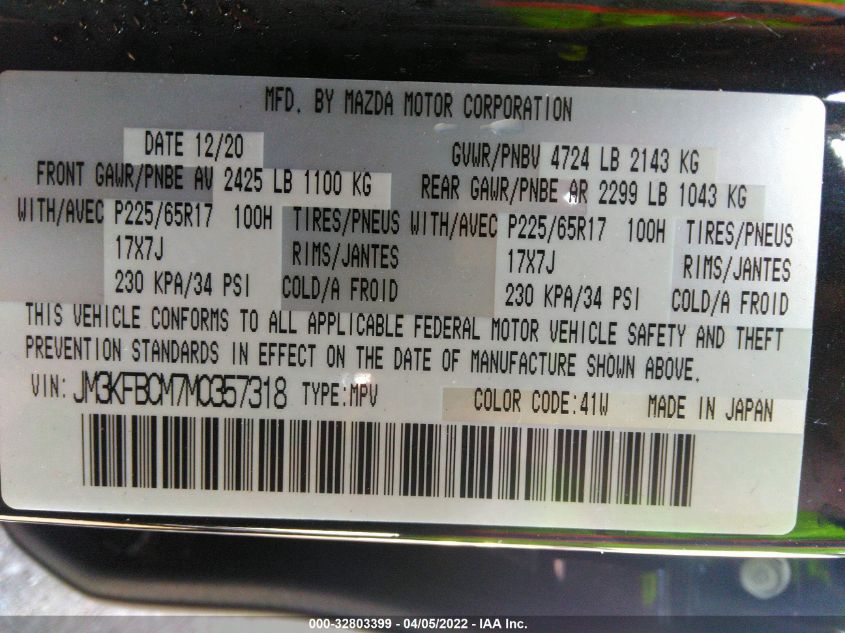 MFD. BY MAZDA MOTOR CORPORATION
DATE 12/20 GVWR/PNBV 4724 LB 2143 KG
FRONT GAWR/PNBE AV 2425 LB 1100 KG REAR GAWR/PNBE AR 2299 LB 1043 KG
WITH/AVEC P225/65R17 100H TIRES/PNEUS WITH/AVEC P225/65R17 100H TIRES/PNEUS
17X7J RIMS/JANTES 17X7J RIMS/JANTES
230 KPA/34 PSI COLD/A FROID 230 KPA/34 PSI COLD/A FROID
THIS VEHICLE CONFORMS TO ALL APPLICABLE FEDERAL MOTOR VEHICLE SAFETY AND THEFT
PREVENTION STANDARDS IN EFFECT ON THE DATE OF MANUFACTURE SHOWN ABOVE.
VIN: JM3KFBCM7M0357318 TYPE:MPV COLOR CODE:41W MADE IN JAPAN
000-32803399 - 04/05/2022 - IAA Inc.